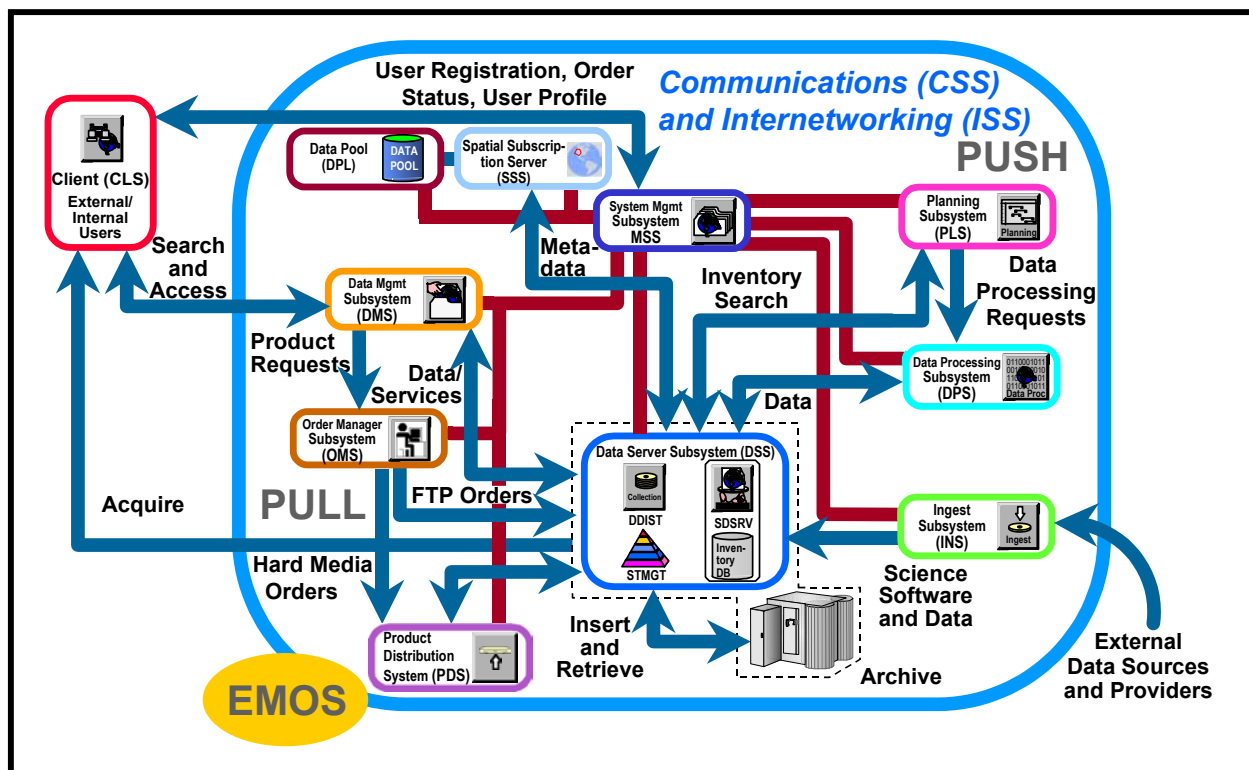 User Registration, Order
Status, User Profile
Communications (CSS)
and Internetworking (ISS)
PUSH
Client (CLS)
External/
Internal
Users
Data Pool
(DPL)
DATA
POOL
Spatial Subscrip-
tion Server
(SSS)
System Mgmt
Subsystem
MSS
Planning
Subsystem
(PLS)
Planning
Search
and
Access
Meta-
data
Inventory
Search
Data
Processing
Requests
Data Mgmt
Subsystem
(DMS)
Product
Requests
Data/
Services
Data Processing
Subsystem
(DPS)
Data Proc
Data
Order Manager
Subsystem
(OMS)
Data Server Subsystem (DSS)
Collection
DDIST
SDSRV
STMGT
Inven-
tory
DB
FTP Orders
PULL
Acquire
Ingest
Subsystem
(INS)
Ingest
Hard Media
Orders
Science
Software
and Data
Product
Distribution
System (PDS)
Insert
and
Retrieve
Archive
External
Data Sources
and Providers
EMOS